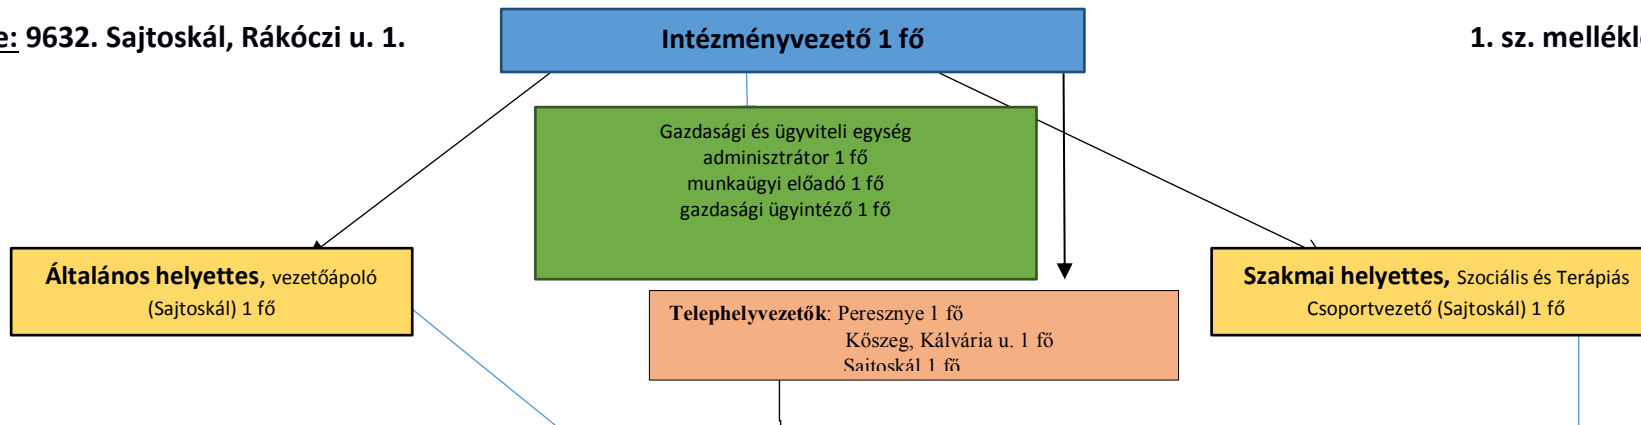 e: 9632. Sajtoskál, Rákóczi u. 1.
Intézményvezető 1 fő
1. sz. mellékl
Gazdasági és ügyviteli egység
adminisztrátor 1 fő
munkaügyi előadó 1 fő
gazdasági ügyintéző 1 fő
Általános helyettes, vezetőápoló
(Sajtoskál) 1 fő
Telephelyvezetők: Peresznye 1 fő
Kőszeg, Kálvária u. 1 fő
Sajtoskál 1 fő
Szakmai helyettes, Szociális és Terápiás
Csoportvezető (Sajtoskál) 1 fő